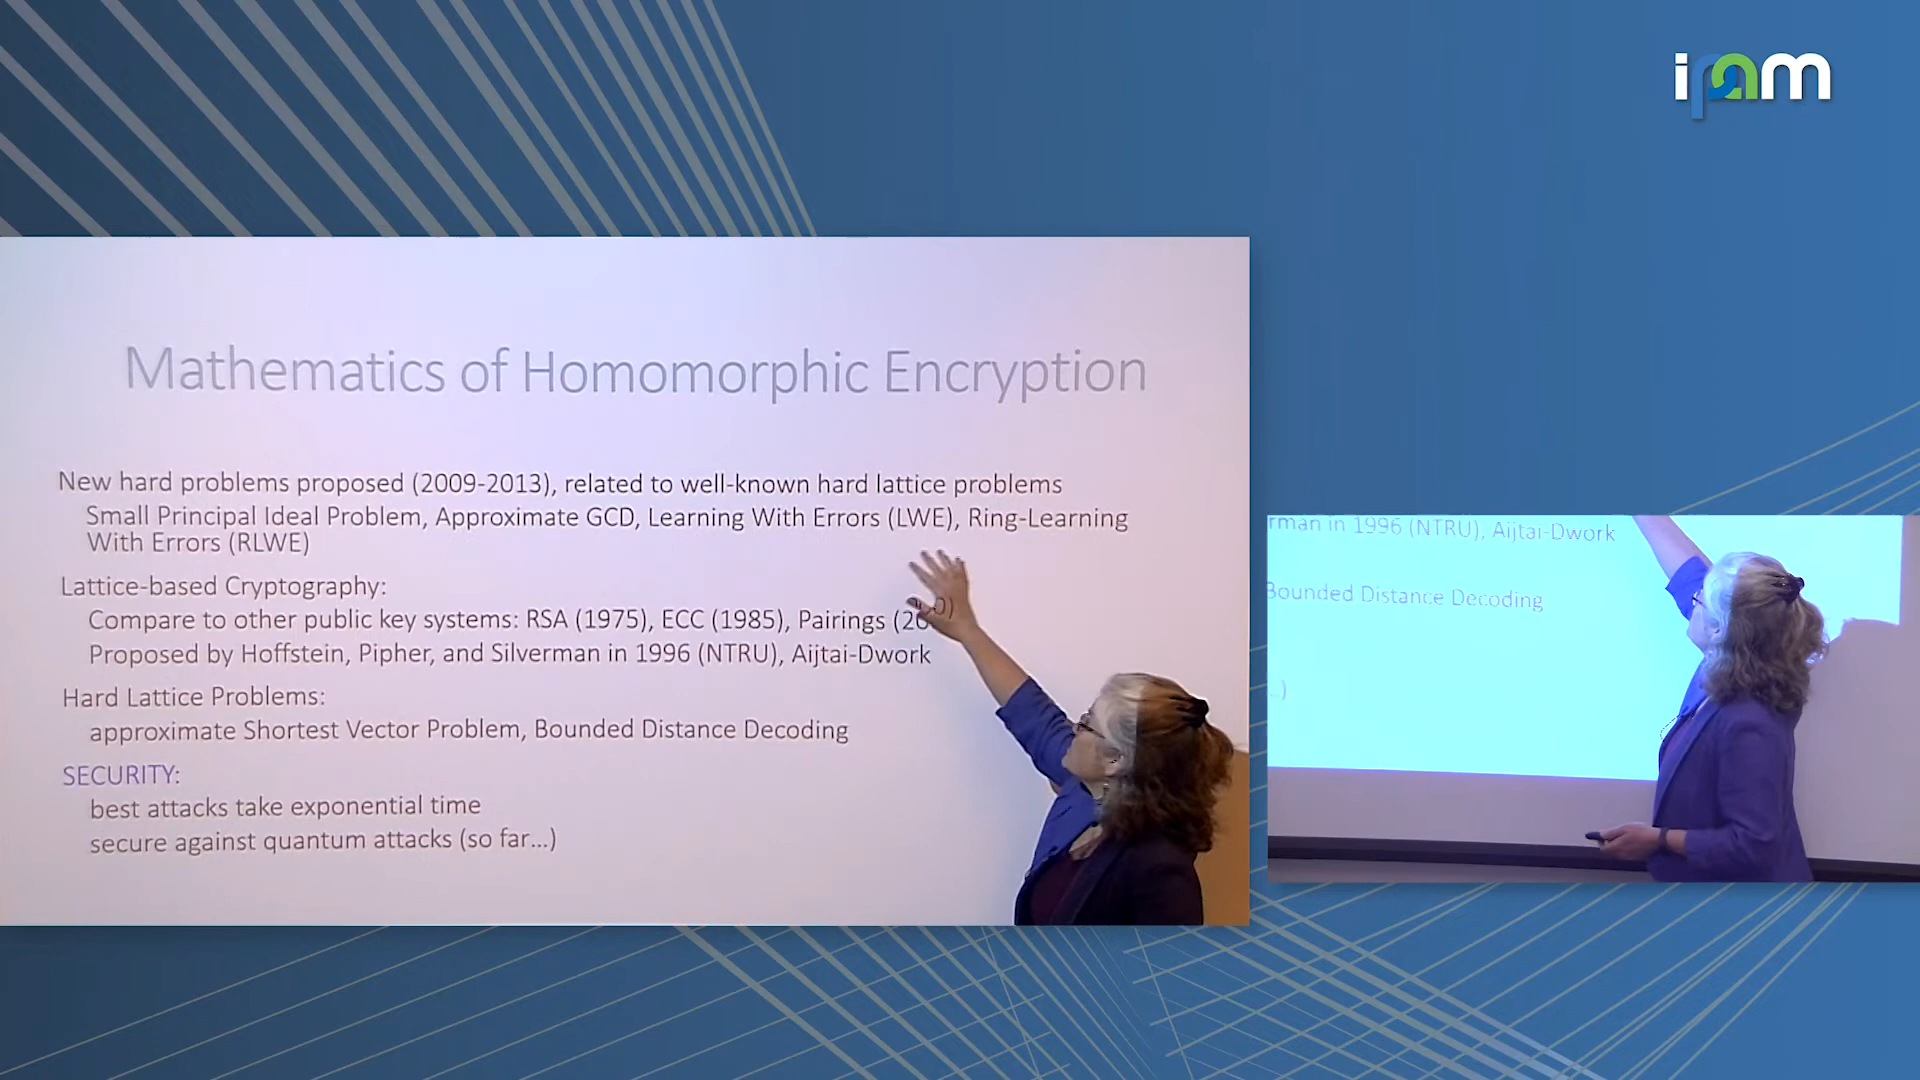 ipam
Mathematics of Homomorphic Encryption
New hard problems proposed (2009-2013), related to well-known hard lattice problems
Small Principal Ideal Problem, Approximate GCD, Learning With Errors (LWE), Ring-Learning
With Errors (RLWE)
Lattice-based Cryptography:
Compare to other public key systems: RSA (1975), ECC (1985), Pairings
Proposed by Hoffstein, Pipher, and Silverman in 1996 (NTRU), Aijtai-Dwork
Hard Lattice Problems:
approximate Shortest Vector Problem, Bounded Distance Decoding
SECURITY:
best attacks take exponential time
secure against quantum attacks (so far...)
rman in 1996 (NTRU), Aijtai-Dwork
Bounded Distance Decoding
..)